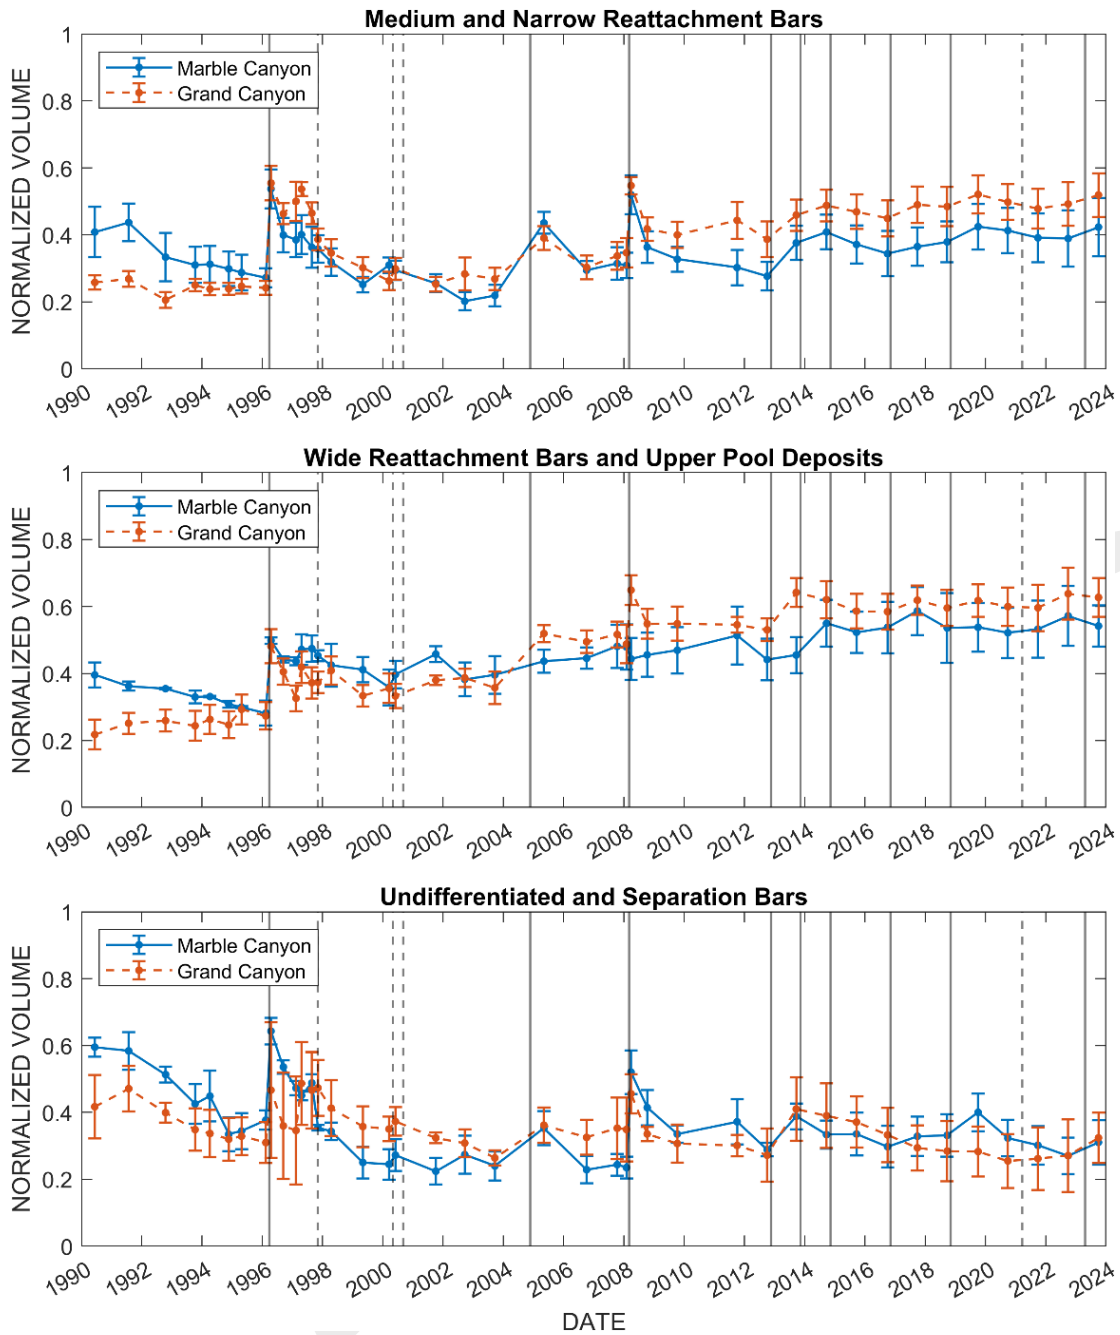 Medium and Narrow Reattachment Bars
1
0.8
0.6
0.4
0.2
0
NORMALIZED VOLUME
Marble Canyon
Grand Canyon
1990 1992 1994 1996 1998 2000 2002 2004 2006 2008 2010 2012 2014 2016 2018 2020 2022 2024
Wide Reattachment Bars and Upper Pool Deposits
1
0.8
0.6
0.4
0.2
0
NORMALIZED VOLUME
Marble Canyon
Grand Canyon
1990 1992 1994 1996 1998 2000 2002 2004 2006 2008 2010 2012 2014 2016 2018 2020 2022 2024
Undifferentiated and Separation Bars
1
0.8
0.6
0.4
0.2
0
NORMALIZED VOLUME
Marble Canyon
Grand Canyon
1990 1992 1994 1996 1998 2000 2002 2004 2006 2008 2010 2012 2014 2016 2018 2020 2022 2024
DATE